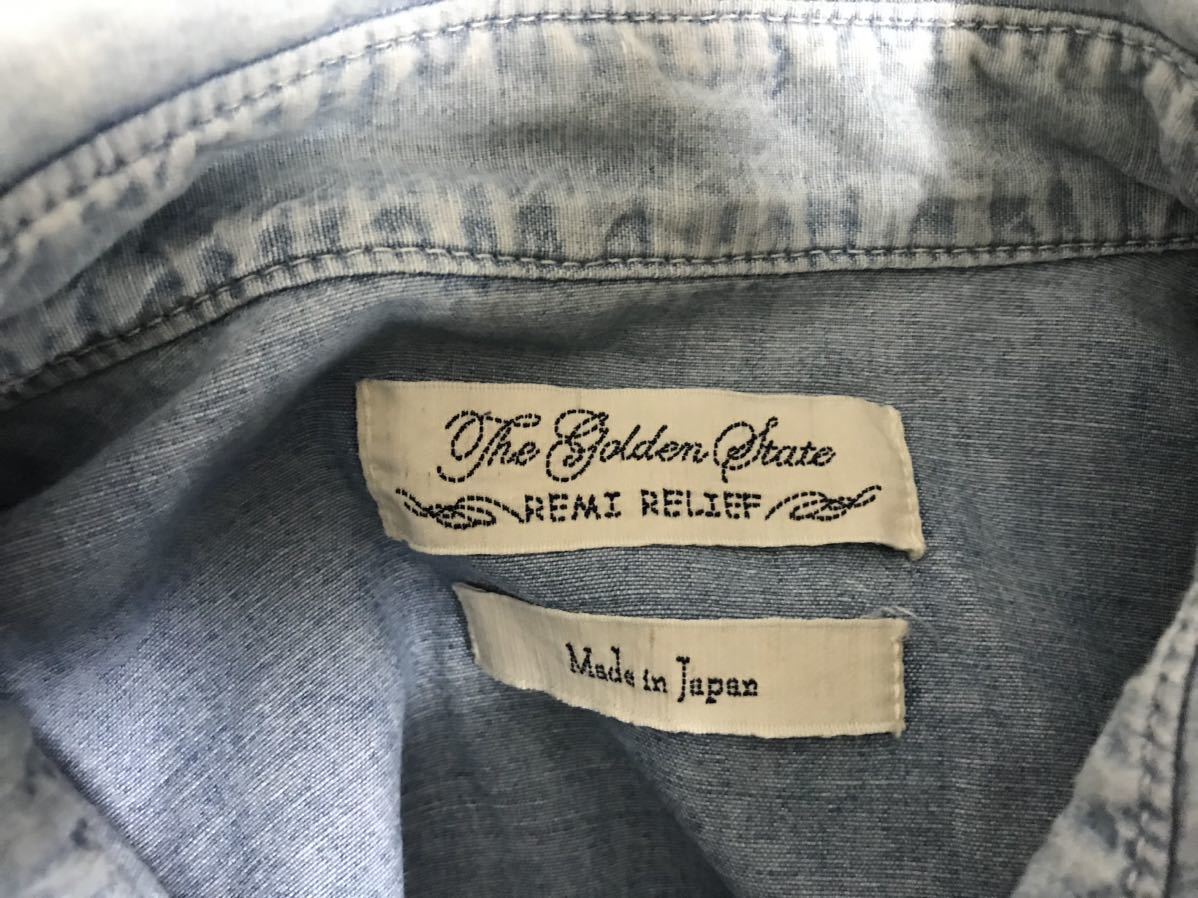 The Golden State
REMI RELIEF
Made in Japan